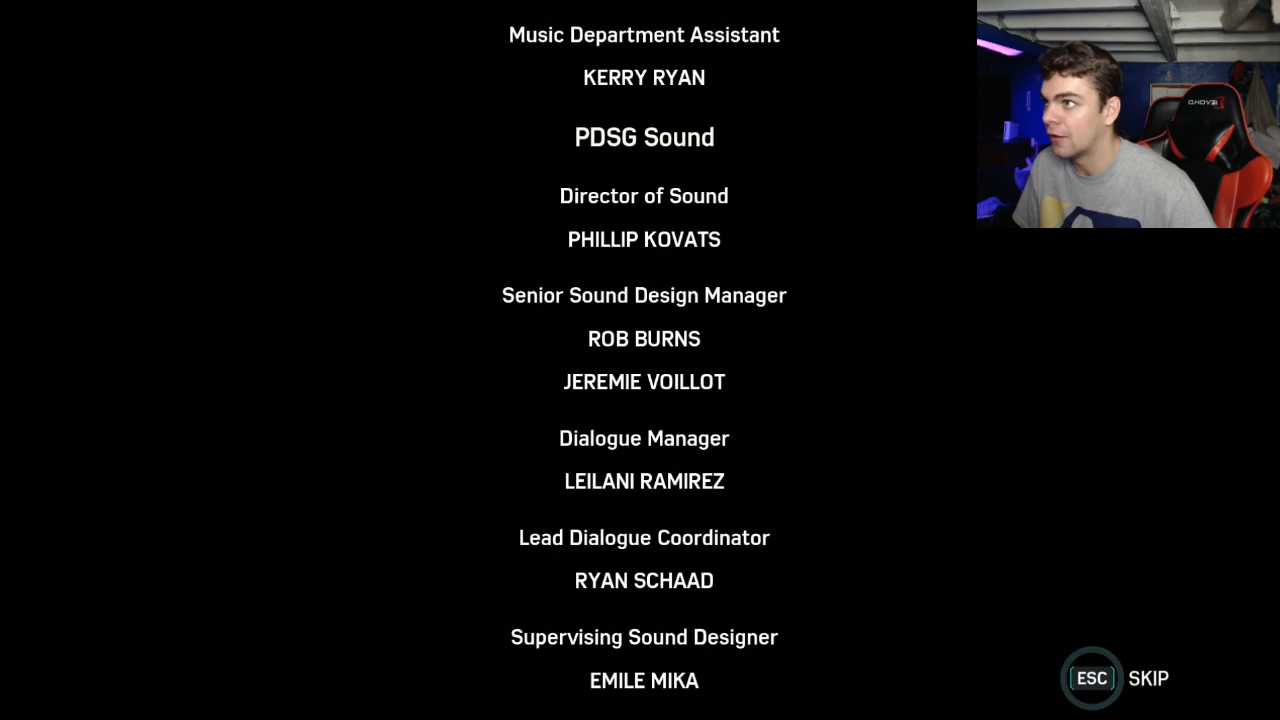 Music Department Assistant
KERRY RYAN
PDSG Sound
Director of Sound
PHILLIP KOVATS
Senior Sound Design Manager
ROB BURNS
JEREMIE VOILLOT
Dialogue Manager
LEILANI RAMIREZ
Lead Dialogue Coordinator
RYAN SCHAAD
Supervising Sound Designer
EMILE MIKA
ESC SKIP